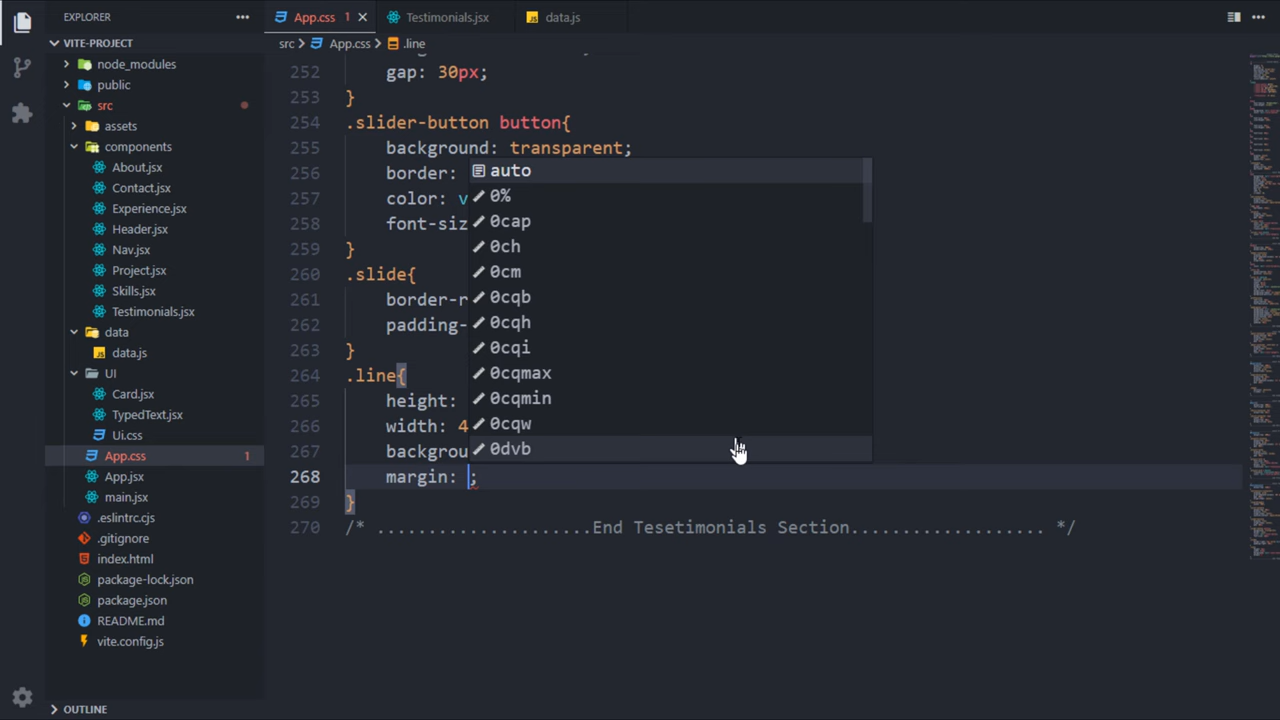 EXPLORER
VITE-PROJECT
node_modules
public
src
assets
components
About.jsx
Contact.jsx
Experience.jsx
Header.jsx
Nav.jsx
Project.jsx
Skills.jsx
Testimonials.jsx
data
data.js
UI
Card.jsx
TypedText.jsx
Ui.css
App.css 1
App.jsx
main.jsx
.eslintrc.cjs
.gitignore
index.html
package-lock.json
package.json
README.md
vite.config.js
OUTLINE
App.css 1
Testimonials.jsx
data.js
src > App.css > .line
252 gap: 30px;
253 }
254 .slider-button button{
255 background: transparent;
256 border:
257 color: v
258 font-siz
259 }
260 .slide{
261 border-r
262 padding-
263 }
264 .line{
265 height:
266 width: 4
267 backgrou
268 margin: ;
269 }
270 /* .....................End Tesetimonials Section................... */
auto
0%
0cap
0ch
0cm
0cqb
0cqh
0cqi
0cqmax
0cqmin
0cqw
0dvb